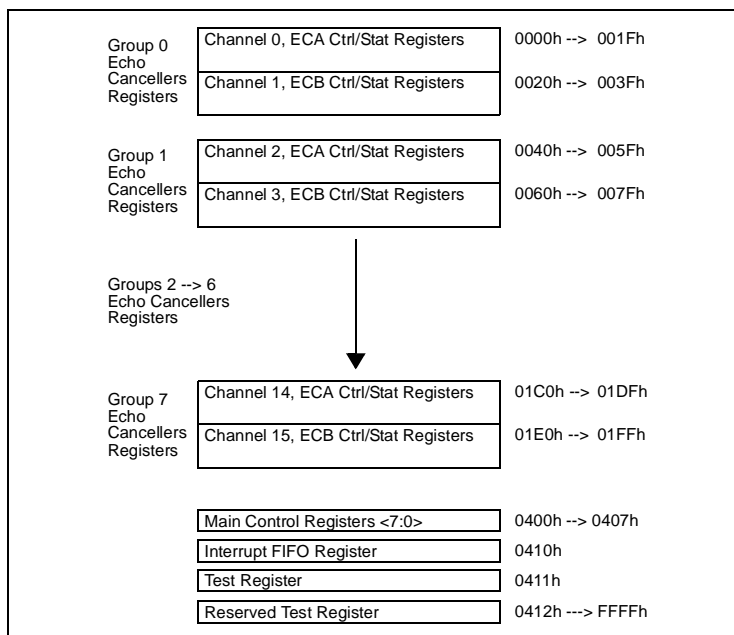 Group 0
Echo
Cancellers
Registers
Channel 0, ECA Ctrl/Stat Registers
0000h --> 001Fh
Channel 1, ECB Ctrl/Stat Registers
0020h --> 003Fh
Group 1
Echo
Cancellers
Registers
Channel 2, ECA Ctrl/Stat Registers
0040h --> 005Fh
Channel 3, ECB Ctrl/Stat Registers
0060h --> 007Fh
Groups 2 --> 6
Echo Cancellers
Registers
Group 7
Echo
Cancellers
Registers
Channel 14, ECA Ctrl/Stat Registers
01C0h --> 01DFh
Channel 15, ECB Ctrl/Stat Registers
01E0h --> 01FFh
Main Control Registers <7:0>
0400h --> 0407h
Interrupt FIFO Register
0410h
Test Register
0411h
Reserved Test Register
0412h ---> FFFFh